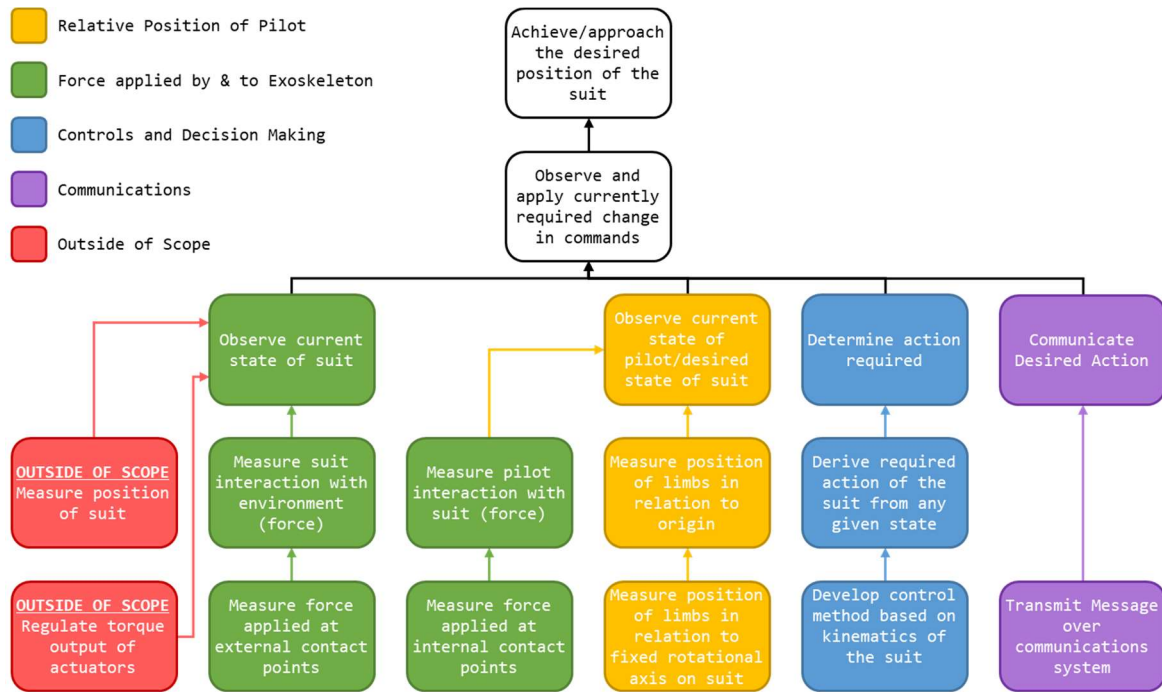 Relative Position of Pilot
Force applied by & to Exoskeleton
Controls and Decision Making
Communications
Outside of Scope
Achieve/approach
the desired
position of the
suit
Observe and
apply currently
required change
in commands
Observe current
state of suit
Observe current
state of
pilot/desired
state of suit
Determine action
required
Communicate
Desired Action
OUTSIDE OF SCOPE
Measure position
of suit
Measure suit
interaction with
environment
(force)
Measure pilot
interaction with
suit (force)
Measure position
of limbs in
relation to
origin
Derive required
action of the
suit from any
given state
OUTSIDE OF SCOPE
Regulate torque
output of
actuators
Measure force
applied at
external contact
points
Measure force
applied at
internal contact
points
Measure position
of limbs in
relation to
fixed rotational
axis on suit
Develop control
method based on
kinematics of
the suit
Transmit Message
over
communications
system